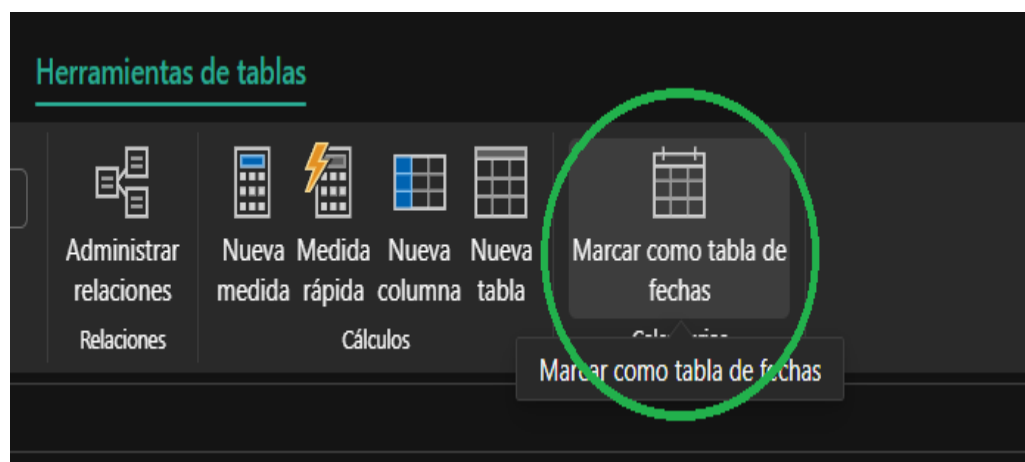 Herramientas de tablas
Administrar
relaciones
Relaciones
Nueva
medida
Medida
rápida
Nueva
columna
Nueva
tabla
Cálculos
Marcar como tabla de
fechas
Marcar como tabla de fechas